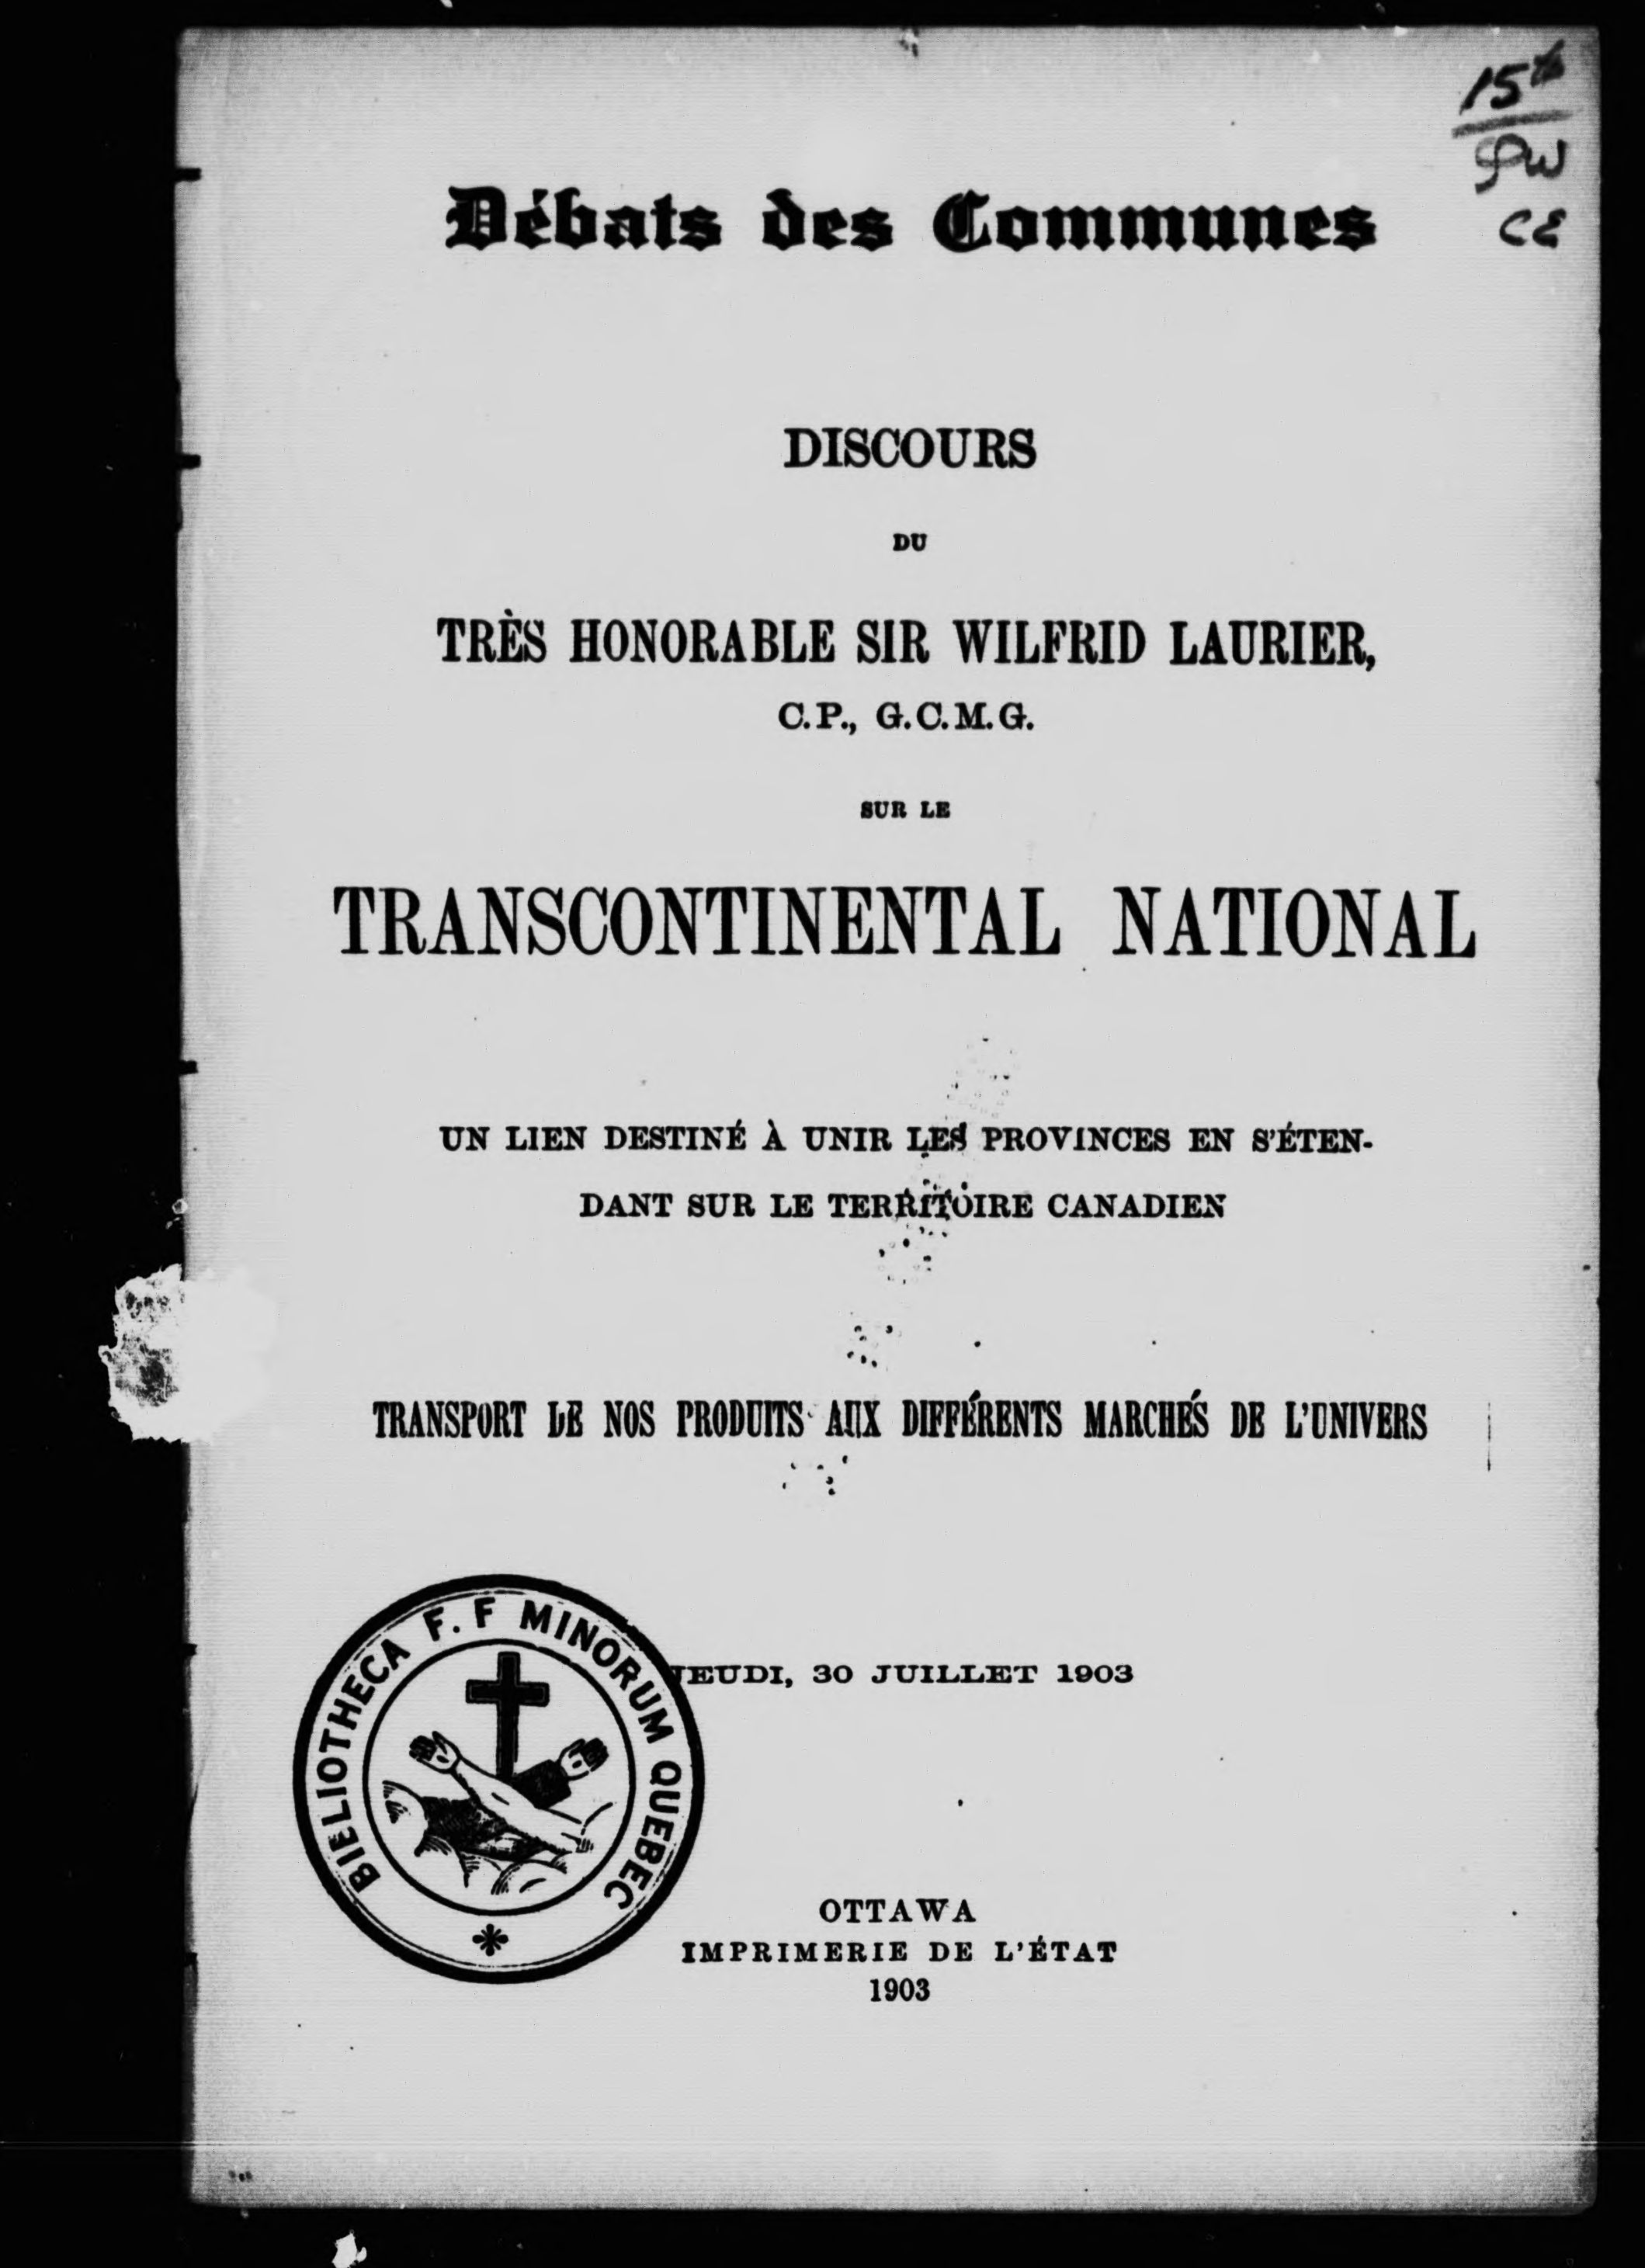 15
Débats des Communes
DISCOURS
DU
TRÈS HONORABLE SIR WILFRID LAURIER,
C.P., G.C.M.G.
SUR LE
TRANSCONTINENTAL NATIONAL
UN LIEN DESTINÉ À UNIR LES PROVINCES EN S'ÉTEN-
DANT SUR LE TERRITOIRE CANADIEN
TRANSPORT DE NOS PRODUITS AUX DIFFÉRENTS MARCHÉS DE L'UNIVERS
BIBLIOTHECA F. F MINORUM QUEBEC
JEUDI, 30 JUILLET 1903
OTTAWA
IMPRIMERIE DE L'ÉTAT
1903